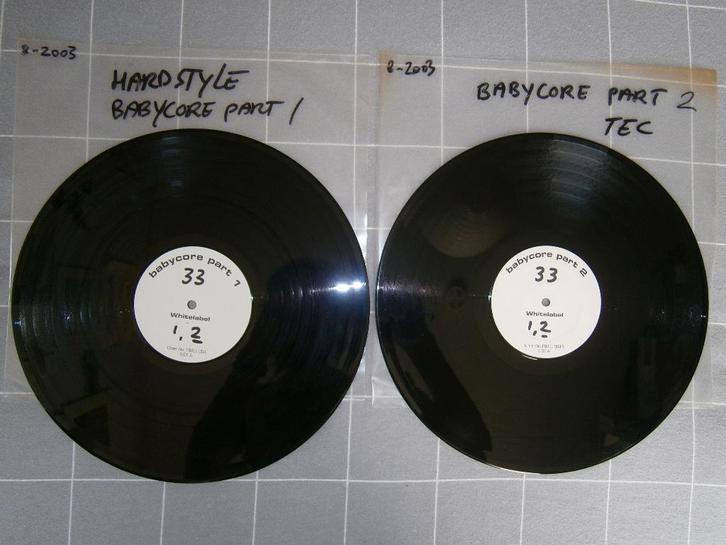 8-2003
HARDSTYLE
BABYCORE PART 1
babycore part 1
33
Whitelabel
1,2
8-2003
BABYCORE PART 2
TEC
babycore part 2
33
Whitelabel
1,2